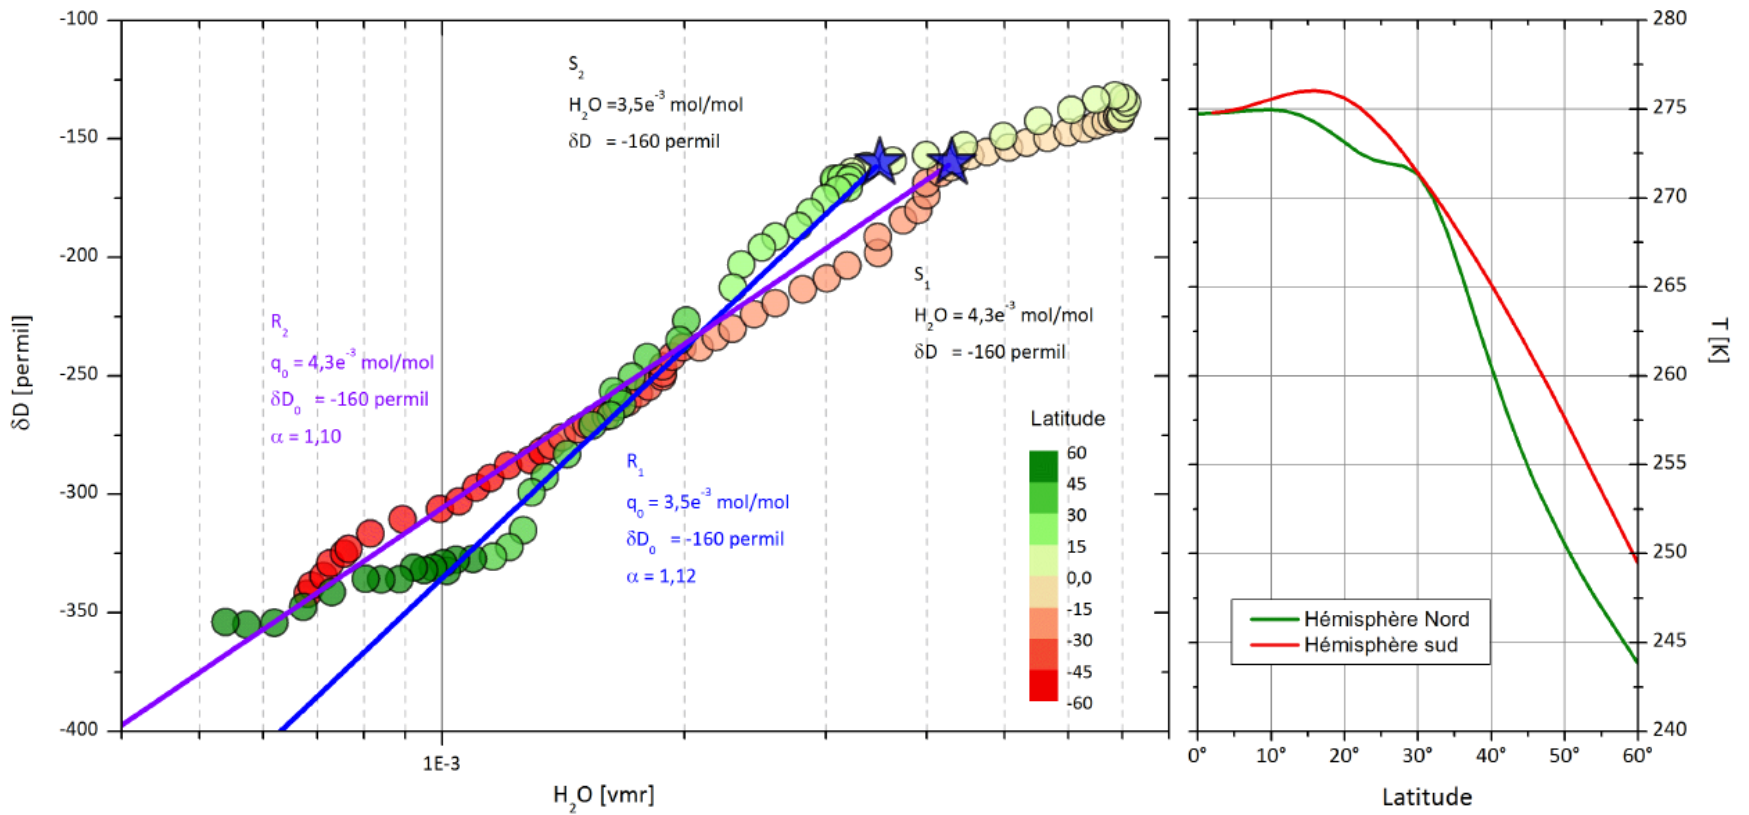 -100
-150
-200
-250
-300
-350
-400
δD [permil]
1E-3
H₂O [vmr]
S₂
H₂O =3,5e⁻³ mol/mol
δD = -160 permil
S₁
H₂O = 4,3e⁻³ mol/mol
δD = -160 permil
R₂
q₀ = 4,3e⁻³ mol/mol
δD₀ = -160 permil
α = 1,10
R₁
q₀ = 3,5e⁻³ mol/mol
δD₀ = -160 permil
α = 1,12
Latitude
60
45
30
15
0,0
-15
-30
-45
-60
280
275
270
265
260
255
250
245
240
T [K]
Hémisphère Nord
Hémisphère sud
0° 10° 20° 30° 40° 50° 60°
Latitude